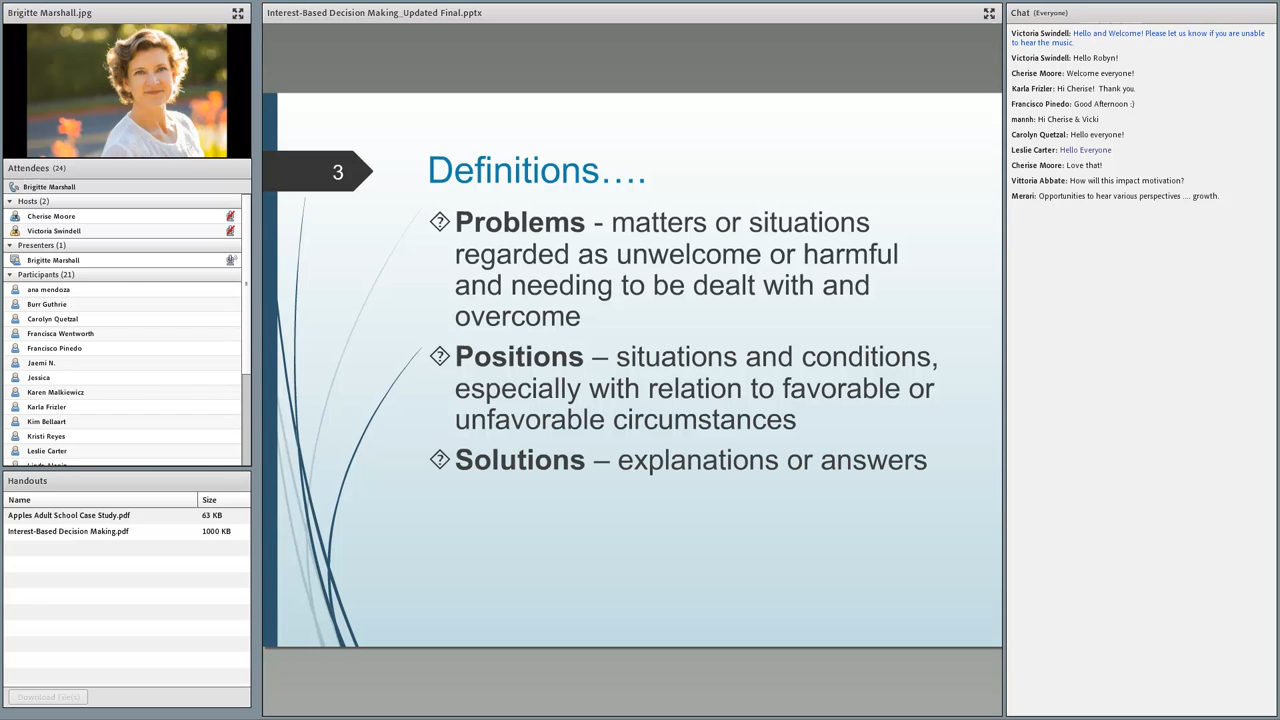 Brigitte Marshall.jpg
Attendees (24)
Brigitte Marshall
Hosts (2)
Cherise Moore
Victoria Swindell
Presenters (1)
Brigitte Marshall
Participants (21)
ana mendoza
Burr Guthrie
Carolyn Quetzal
Francisca Wentworth
Francisco Pinedo
Jaemi N.
Jessica
Karen Malkiewicz
Karla Frizler
Kim Bellaart
Kristi Reyes
Leslie Carter
Handouts
Name Size
Apples Adult School Case Study.pdf 63 KB
Interest-Based Decision Making.pdf 1000 KB
Download File(s)
Interest-Based Decision Making_Updated Final.pptx
3
Definitions....
Problems - matters or situations
regarded as unwelcome or harmful
and needing to be dealt with and
overcome
Positions – situations and conditions,
especially with relation to favorable or
unfavorable circumstances
Solutions – explanations or answers
Chat (Everyone)
Victoria Swindell: Hello and Welcome! Please let us know if you are unable
to hear the music.
Victoria Swindell: Hello Robyn!
Cherise Moore: Welcome everyone!
Karla Frizler: Hi Cherise! Thank you.
Francisco Pinedo: Good Afternoon :)
mannh: Hi Cherise & Vicki
Carolyn Quetzal: Hello everyone!
Leslie Carter: Hello Everyone
Cherise Moore: Love that!
Vittoria Abbate: How will this impact motivation?
Merari: Opportunities to hear various perspectives .... growth.